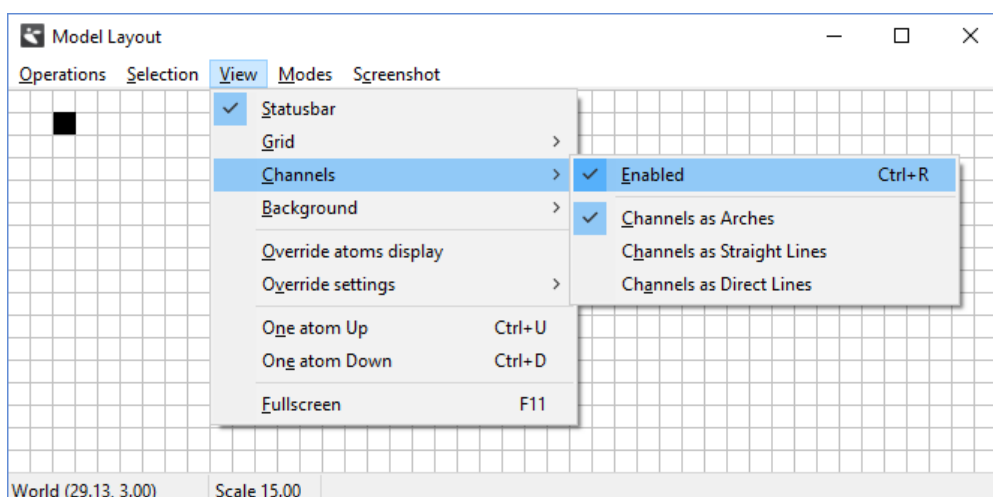 Model Layout
Operations Selection View Modes Screenshot
Statusbar
Grid
Channels
Background
Override atoms display
Override settings
One atom Up Ctrl+U
One atom Down Ctrl+D
Fullscreen F11
Enabled Ctrl+R
Channels as Arches
Channels as Straight Lines
Channels as Direct Lines
World (29.13, 3.00) Scale 15.00